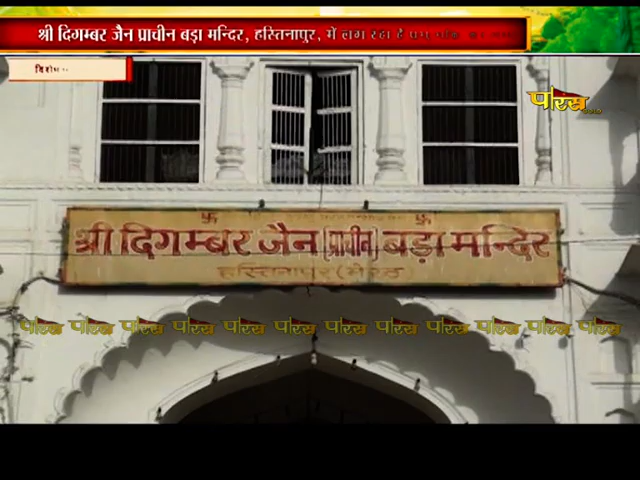 श्री दिगम्बर जैन प्राचीन बड़ा मन्दिर, हस्तिनापुर, में लग रहा है
पारस
श्री दिगम्बर जैन (प्राचीन) बड़ा मन्दिर
हस्तिनापुर (मेरठ)
पारस पारस पारस पारस पारस पारस पारस पारस पारस पारस पारस पारस